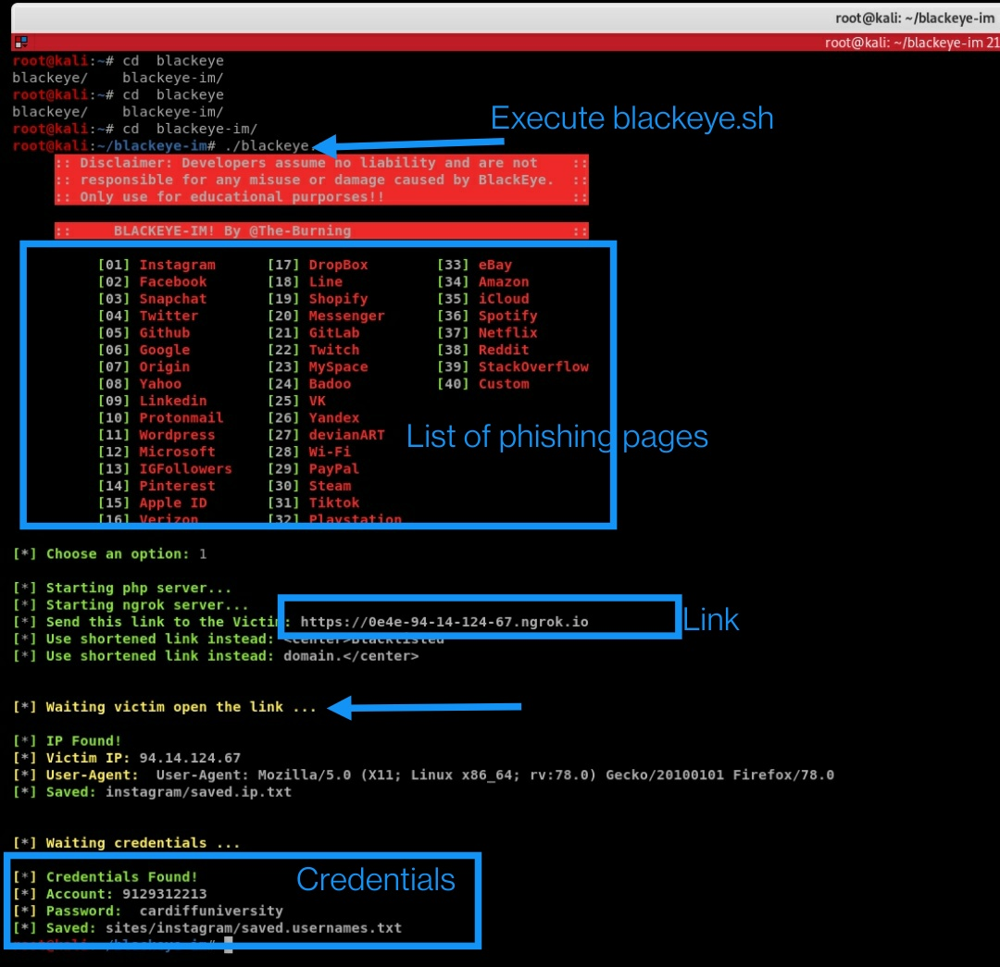 root@kali: ~/blackeye-im
root@kali: ~/blackeye-im 21
root@kali:~# cd  blackeye
blackeye/    blackeye-im/
root@kali:~# cd  blackeye
blackeye/    blackeye-im/
root@kali:~# cd  blackeye-im/
Execute blackeye.sh
root@kali:~/blackeye-im# ./blackeye.
:: Disclaimer: Developers assume no liability and are not    ::
:: responsible for any misuse or damage caused by BlackEye.  ::
:: Only use for educational purporses!!                      ::
::     BLACKEYE-IM! By @The-Burning                          ::
[01] Instagram      [17] DropBox        [33] eBay
[02] Facebook       [18] Line           [34] Amazon
[03] Snapchat       [19] Shopify        [35] iCloud
[04] Twitter        [20] Messenger      [36] Spotify
[05] Github         [21] GitLab         [37] Netflix
[06] Google         [22] Twitch         [38] Reddit
[07] Origin         [23] MySpace        [39] StackOverflow
[08] Yahoo          [24] Badoo          [40] Custom
[09] Linkedin       [25] VK
[10] Protonmail     [26] Yandex
[11] Wordpress      [27] devianART
List of phishing pages
[12] Microsoft      [28] Wi-Fi
[13] IGFollowers    [29] PayPal
[14] Pinterest      [30] Steam
[15] Apple ID       [31] Tiktok
[16] Verizon        [32] Playstation
[*] Choose an option: 1
[*] Starting php server...
[*] Starting ngrok server...
[*] Send this link to the Victim: https://0e4e-94-14-124-67.ngrok.io
Link
[*] Use shortened link instead: <center>Blacklisted
[*] Use shortened link instead: domain.</center>
[*] Waiting victim open the link ...
[*] IP Found!
[*] Victim IP: 94.14.124.67
[*] User-Agent:  User-Agent: Mozilla/5.0 (X11; Linux x86_64; rv:78.0) Gecko/20100101 Firefox/78.0
[*] Saved: instagram/saved.ip.txt
[*] Waiting credentials ...
[*] Credentials Found!
Credentials
[*] Account: 9129312213
[*] Password:  cardiffuniversity
[*] Saved: sites/instagram/saved.usernames.txt
root@kali:~/blackeye-im#